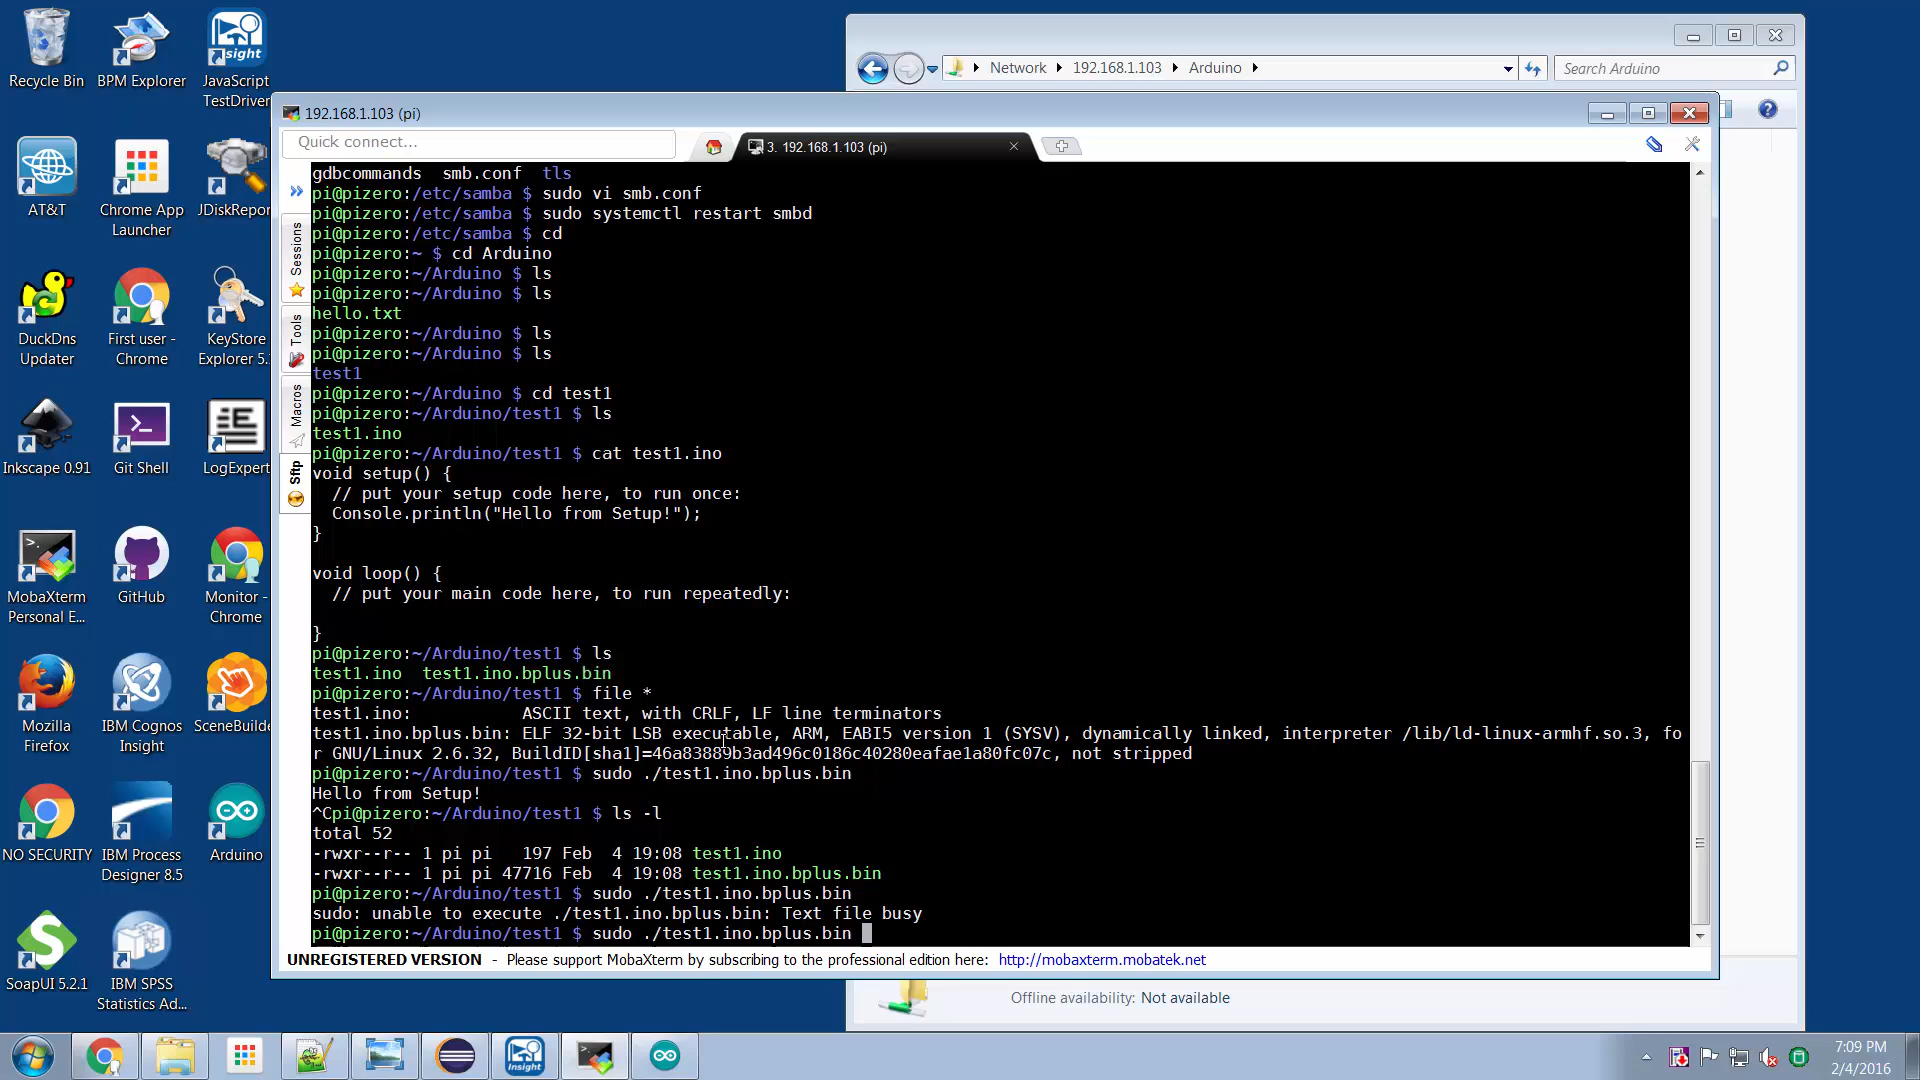 Recycle Bin
BPM Explorer
JavaScript
TestDriver
insight
AT&T
Chrome App
Launcher
JDiskRepor
DuckDns
Updater
First user -
Chrome
KeyStore
Explorer 5.
Inkscape 0.91
Git Shell
LogExpert
MobaXterm
Personal E...
GitHub
Monitor -
Chrome
Mozilla
Firefox
IBM Cognos
Insight
SceneBuilde
NO SECURITY
IBM Process
Designer 8.5
Arduino
SoapUI 5.2.1
IBM SPSS
Statistics Ad...
Network
192.168.1.103
Arduino
Search Arduino
192.168.1.103 (pi)
Quick connect...
3. 192.168.1.103 (pi)
Sessions
Tools
Macros
Sftp
gdbcommands  smb.conf  tls
pi@pizero:/etc/samba $ sudo vi smb.conf
pi@pizero:/etc/samba $ sudo systemctl restart smbd
pi@pizero:/etc/samba $ cd
pi@pizero:~ $ cd Arduino
pi@pizero:~/Arduino $ ls
pi@pizero:~/Arduino $ ls
hello.txt
pi@pizero:~/Arduino $ ls
pi@pizero:~/Arduino $ ls
test1
pi@pizero:~/Arduino $ cd test1
pi@pizero:~/Arduino/test1 $ ls
test1.ino
pi@pizero:~/Arduino/test1 $ cat test1.ino
void setup() {
  // put your setup code here, to run once:
  Console.println("Hello from Setup!");
}
void loop() {
  // put your main code here, to run repeatedly:
}
pi@pizero:~/Arduino/test1 $ ls
test1.ino  test1.ino.bplus.bin
pi@pizero:~/Arduino/test1 $ file *
test1.ino:           ASCII text, with CRLF, LF line terminators
test1.ino.bplus.bin: ELF 32-bit LSB executable, ARM, EABI5 version 1 (SYSV), dynamically linked, interpreter /lib/ld-linux-armhf.so.3, fo
r GNU/Linux 2.6.32, BuildID[sha1]=46a83889b3ad496c0186c40280eafae1a80fc07c, not stripped
pi@pizero:~/Arduino/test1 $ sudo ./test1.ino.bplus.bin
Hello from Setup!
^Cpi@pizero:~/Arduino/test1 $ ls -l
total 52
-rwxr--r-- 1 pi pi   197 Feb  4 19:08 test1.ino
-rwxr--r-- 1 pi pi 47716 Feb  4 19:08 test1.ino.bplus.bin
pi@pizero:~/Arduino/test1 $ sudo ./test1.ino.bplus.bin
sudo: unable to execute ./test1.ino.bplus.bin: Text file busy
pi@pizero:~/Arduino/test1 $ sudo ./test1.ino.bplus.bin
UNREGISTERED VERSION - Please support MobaXterm by subscribing to the professional edition here: http://mobaxterm.mobatek.net
Offline availability: Not available
Insight
7:09 PM
2/4/2016